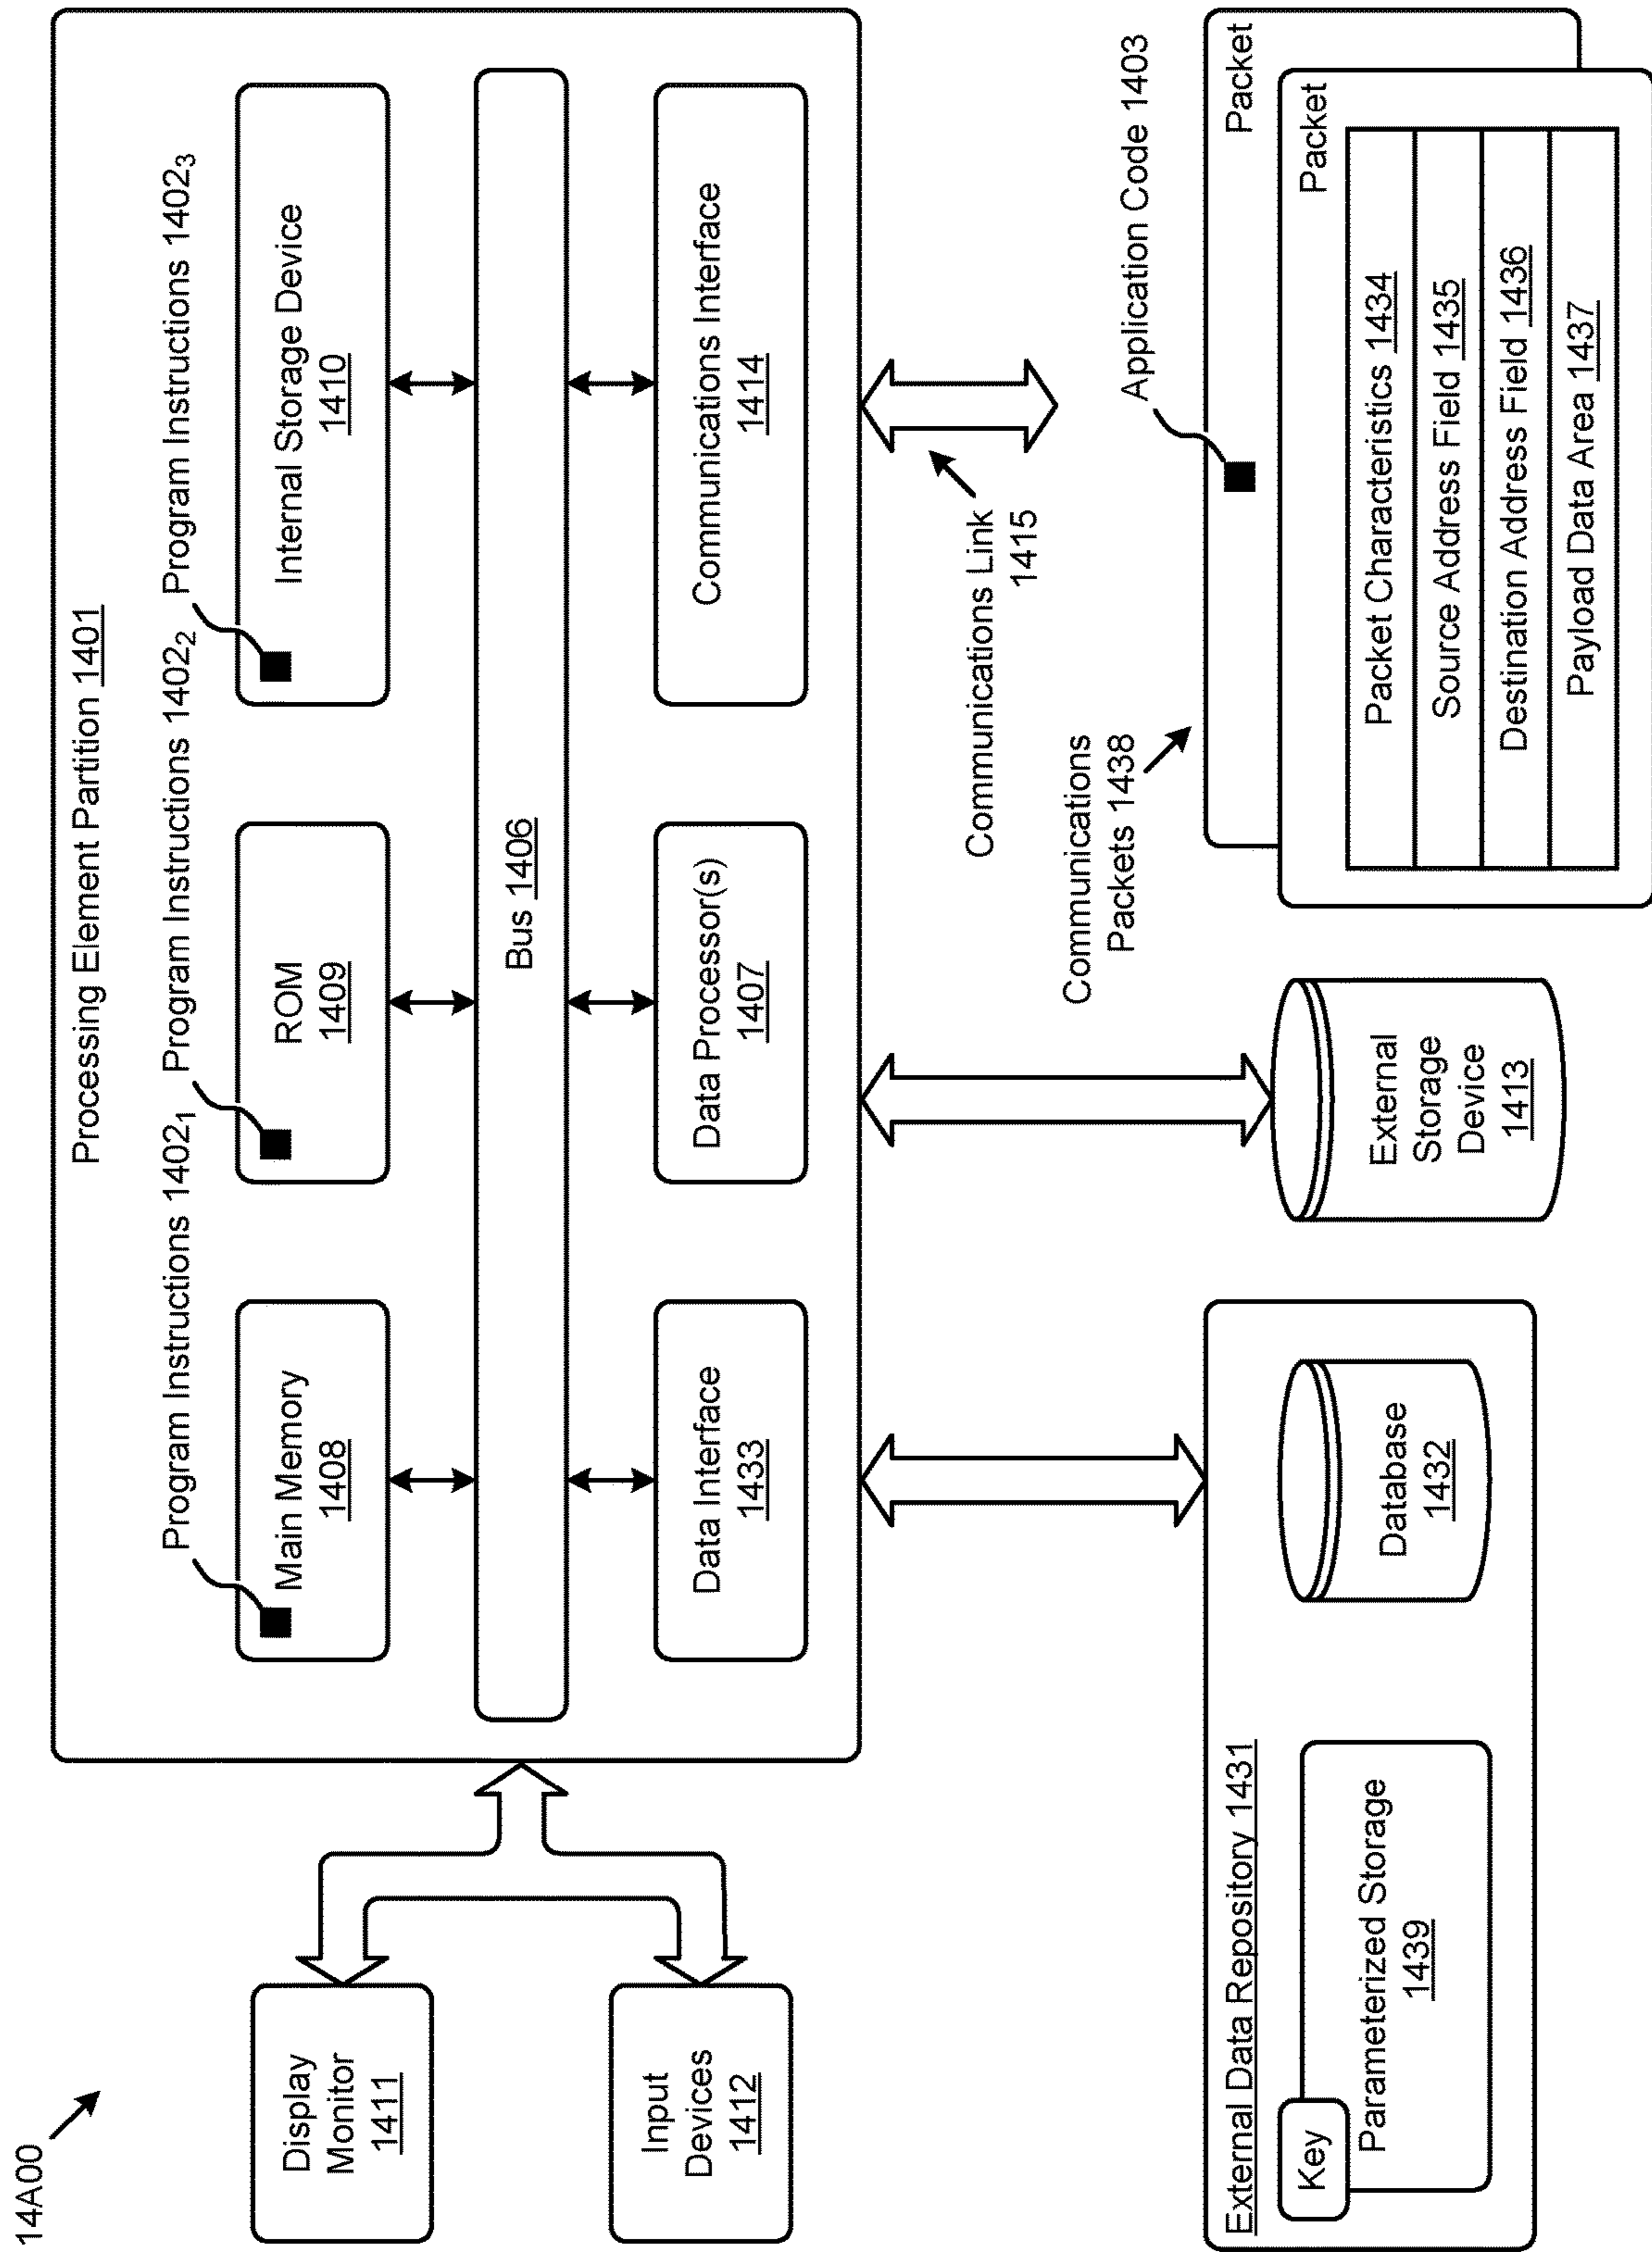 14A00
Processing Element Partition 1401
Program Instructions 1402₁
Program Instructions 1402₂
Program Instructions 1402₃
Main Memory
1408
ROM
1409
Internal Storage Device
1410
Display
Monitor
1411
Bus 1406
Input
Devices
1412
Data Interface
1433
Data Processor(s)
1407
Communications Interface
1414
Communications Link
1415
Communications
Packets 1438
Application Code 1403
External Data Repository 1431
Key
Parameterized Storage
1439
Database
1432
External
Storage
Device
1413
Packet
Packet
Packet Characteristics 1434
Source Address Field 1435
Destination Address Field 1436
Payload Data Area 1437